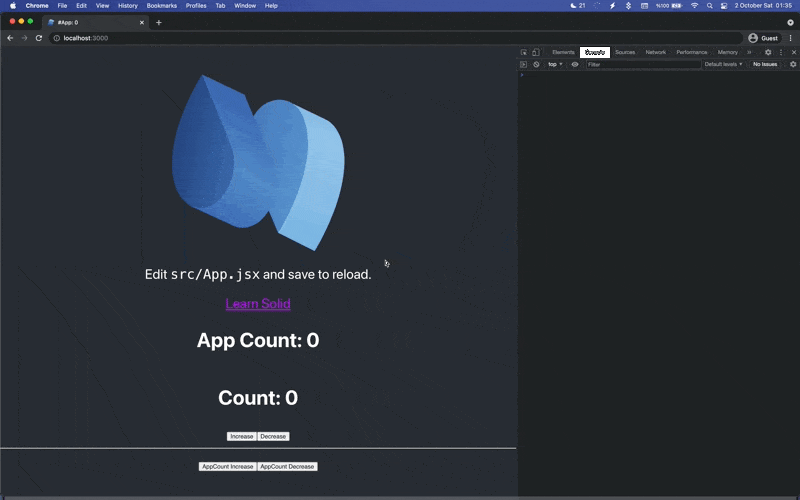 Chrome File Edit View History Bookmarks Profiles Tab Window Help 21 %100 2 October Sat 01:35
#App: 0
localhost:3000 Guest
Elements Sources Network Performance Memory
top Filter Default levels No Issues
Edit src/App.jsx and save to reload.
Learn Solid
App Count: 0
Count: 0
Increase Decrease
AppCount Increase AppCount Decrease